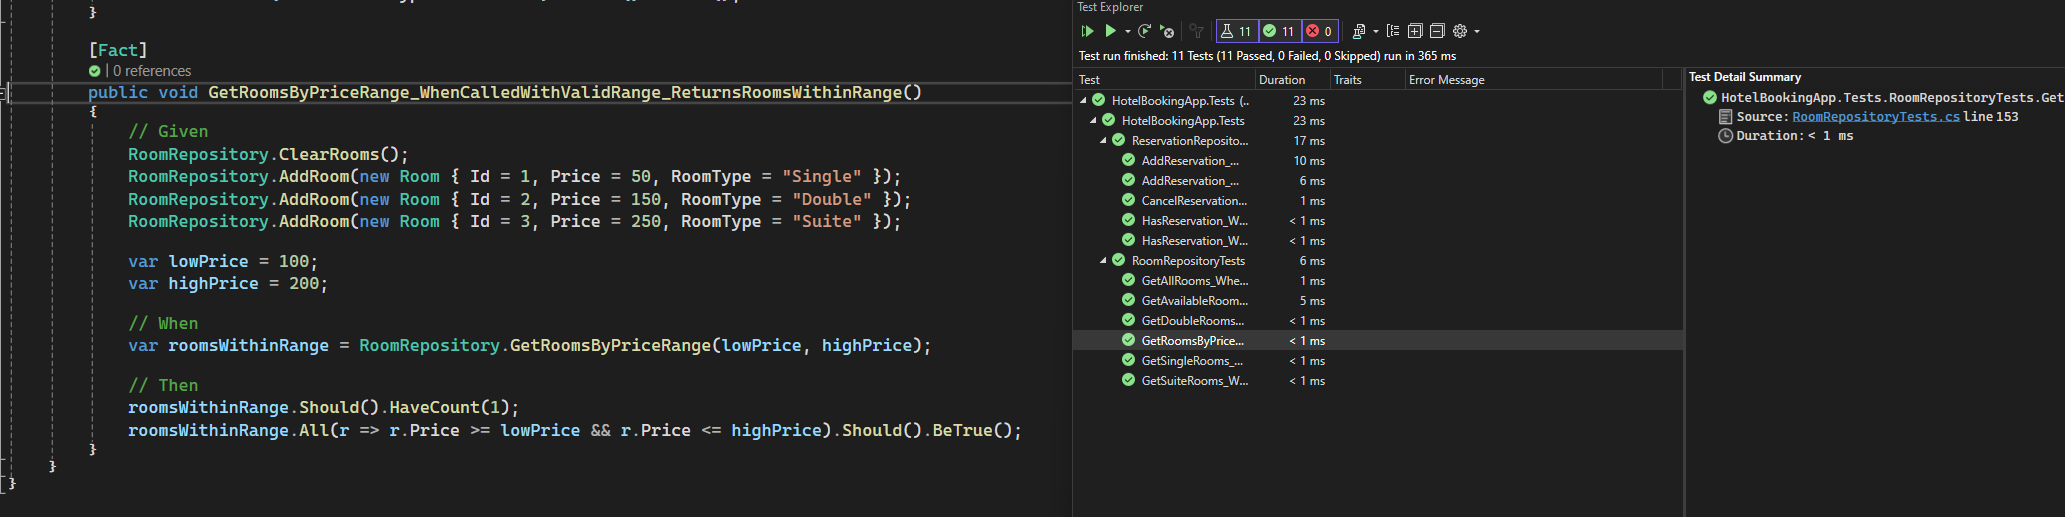 }
[Fact]
| 0 references
public void GetRoomsByPriceRange_WhenCalledWithValidRange_ReturnsRoomsWithinRange()
{
// Given
RoomRepository.ClearRooms();
RoomRepository.AddRoom(new Room { Id = 1, Price = 50, RoomType = "Single" });
RoomRepository.AddRoom(new Room { Id = 2, Price = 150, RoomType = "Double" });
RoomRepository.AddRoom(new Room { Id = 3, Price = 250, RoomType = "Suite" });
var lowPrice = 100;
var highPrice = 200;
// When
var roomsWithinRange = RoomRepository.GetRoomsByPriceRange(lowPrice, highPrice);
// Then
roomsWithinRange.Should().HaveCount(1);
roomsWithinRange.All(r => r.Price >= lowPrice && r.Price <= highPrice).Should().BeTrue();
}
}
}
Test Explorer
11 11 0
Test run finished: 11 Tests (11 Passed, 0 Failed, 0 Skipped) run in 365 ms
Test Duration Traits Error Message
HotelBookingApp.Tests (.. 23 ms
HotelBookingApp.Tests 23 ms
ReservationReposito... 17 ms
AddReservation_... 10 ms
AddReservation_... 6 ms
CancelReservation... 1 ms
HasReservation_W... < 1 ms
HasReservation_W... < 1 ms
RoomRepositoryTests 6 ms
GetAllRooms_Whe... 1 ms
GetAvailableRoom... 5 ms
GetDoubleRooms... < 1 ms
GetRoomsByPrice... < 1 ms
GetSingleRooms_... < 1 ms
GetSuiteRooms_W... < 1 ms
Test Detail Summary
HotelBookingApp.Tests.RoomRepositoryTests.Get
Source: RoomRepositoryTests.cs line 153
Duration: < 1 ms